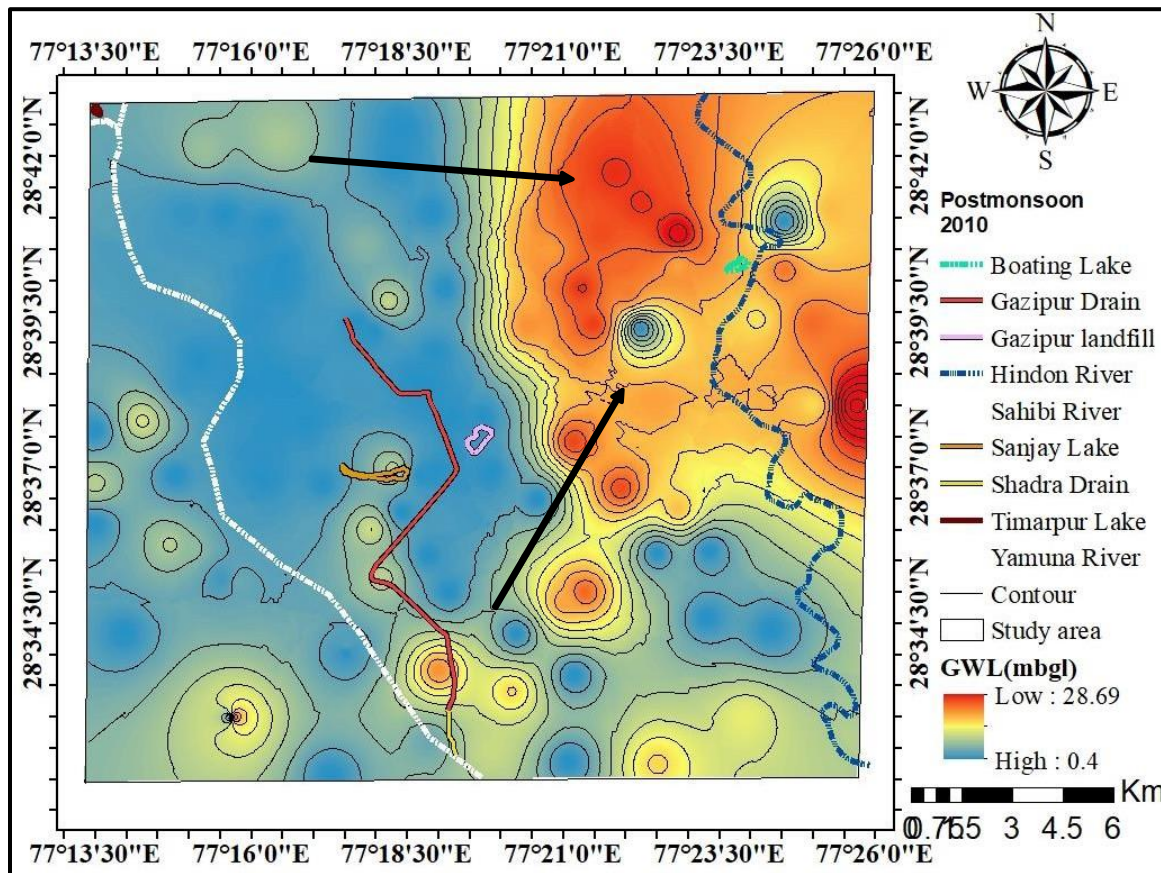 77°13'30"E 77°16'0"E 77°18'30"E 77°21'0"E 77°23'30"E 77°26'0"E
N
W E
S
28°42'0"N 28°42'0"N
28°39'30"N 28°39'30"N
28°37'0"N 28°37'0"N
28°34'30"N 28°34'30"N
Postmonsoon
2010
Boating Lake
Gazipur Drain
Gazipur landfill
Hindon River
Sahibi River
Sanjay Lake
Shadra Drain
Timarpur Lake
Yamuna River
Contour
Study area
GWL(mbgl)
Low : 28.69
High : 0.4
Km
0 0.75 1.5 3 4.5 6
77°13'30"E 77°16'0"E 77°18'30"E 77°21'0"E 77°23'30"E 77°26'0"E